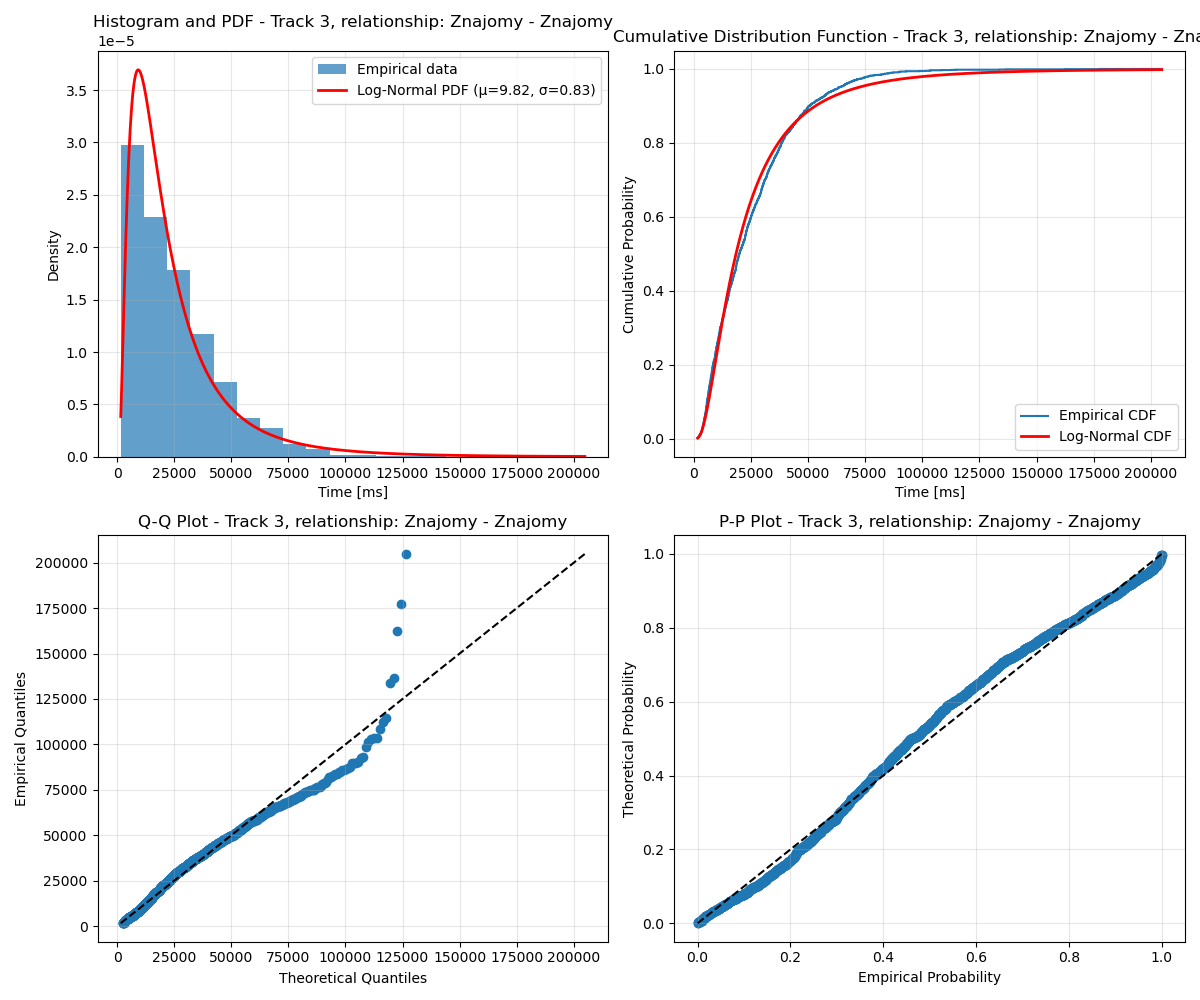 Histogram and PDF - Track 3, relationship: Znajomy - Znajomy
1e−5
Empirical data
Log-Normal PDF (μ=9.82, σ=0.83)
3.5
3.0
2.5
2.0
1.5
1.0
0.5
0.0
Density
0 25000 50000 75000 100000 125000 150000 175000 200000
Time [ms]
Cumulative Distribution Function - Track 3, relationship: Znajomy - Zna
1.0
0.8
0.6
0.4
0.2
0.0
Cumulative Probability
Empirical CDF
Log-Normal CDF
0 25000 50000 75000 100000 125000 150000 175000 200000
Time [ms]
Q-Q Plot - Track 3, relationship: Znajomy - Znajomy
200000
175000
150000
125000
100000
75000
50000
25000
0
Empirical Quantiles
0 25000 50000 75000 100000 125000 150000 175000 200000
Theoretical Quantiles
P-P Plot - Track 3, relationship: Znajomy - Znajomy
1.0
0.8
0.6
0.4
0.2
0.0
Theoretical Probability
0.0 0.2 0.4 0.6 0.8 1.0
Empirical Probability